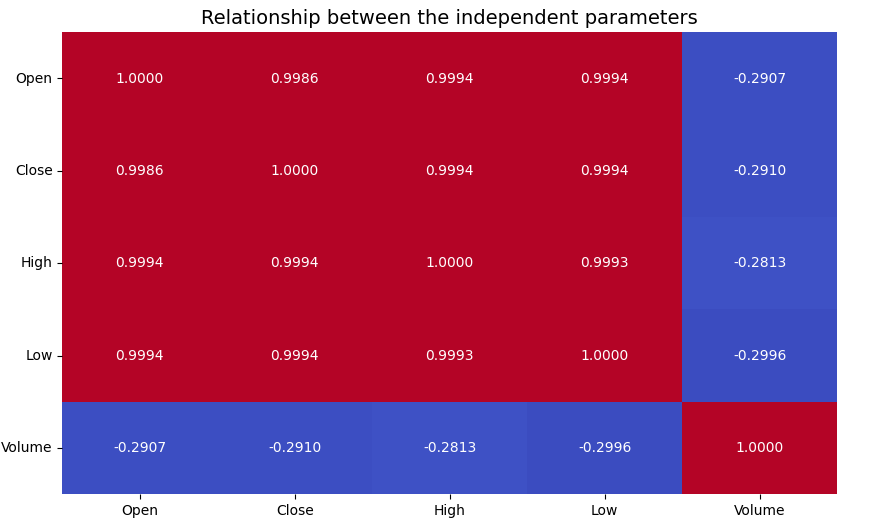 Relationship between the independent parameters
Open 1.0000 0.9986 0.9994 0.9994 -0.2907
Close 0.9986 1.0000 0.9994 0.9994 -0.2910
High 0.9994 0.9994 1.0000 0.9993 -0.2813
Low 0.9994 0.9994 0.9993 1.0000 -0.2996
Volume -0.2907 -0.2910 -0.2813 -0.2996 1.0000
Open Close High Low Volume